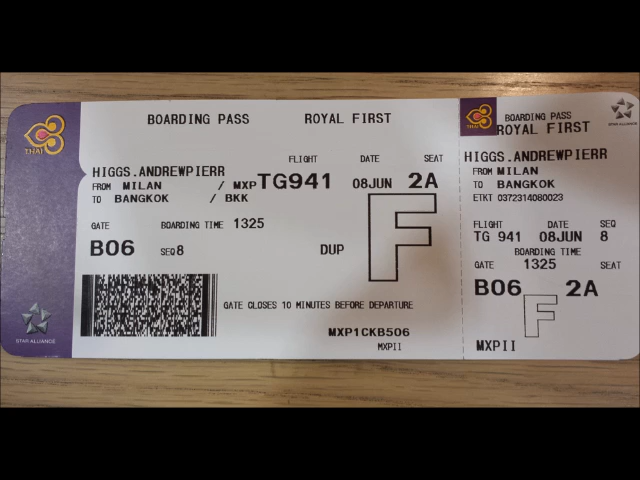 BOARDING PASS ROYAL FIRST
THAI
FLIGHT DATE SEAT
HIGGS.ANDREWPIERR
FROM MILAN / MXP TG941 08JUN 2A
TO BANGKOK / BKK
F
GATE BOARDING TIME 1325
B06 SEQ 8 DUP
GATE CLOSES 10 MINUTES BEFORE DEPARTURE
MXP1CKB506
MXPII
STAR ALLIANCE
THAI
BOARDING PASS
ROYAL FIRST
STAR ALLIANCE
HIGGS.ANDREWPIERR
FROM MILAN
TO BANGKOK
ETKT 0372314080023
FLIGHT DATE SEQ
TG 941 08JUN 8
BOARDING TIME
GATE 1325 SEAT
B06 2A
F
MXPII